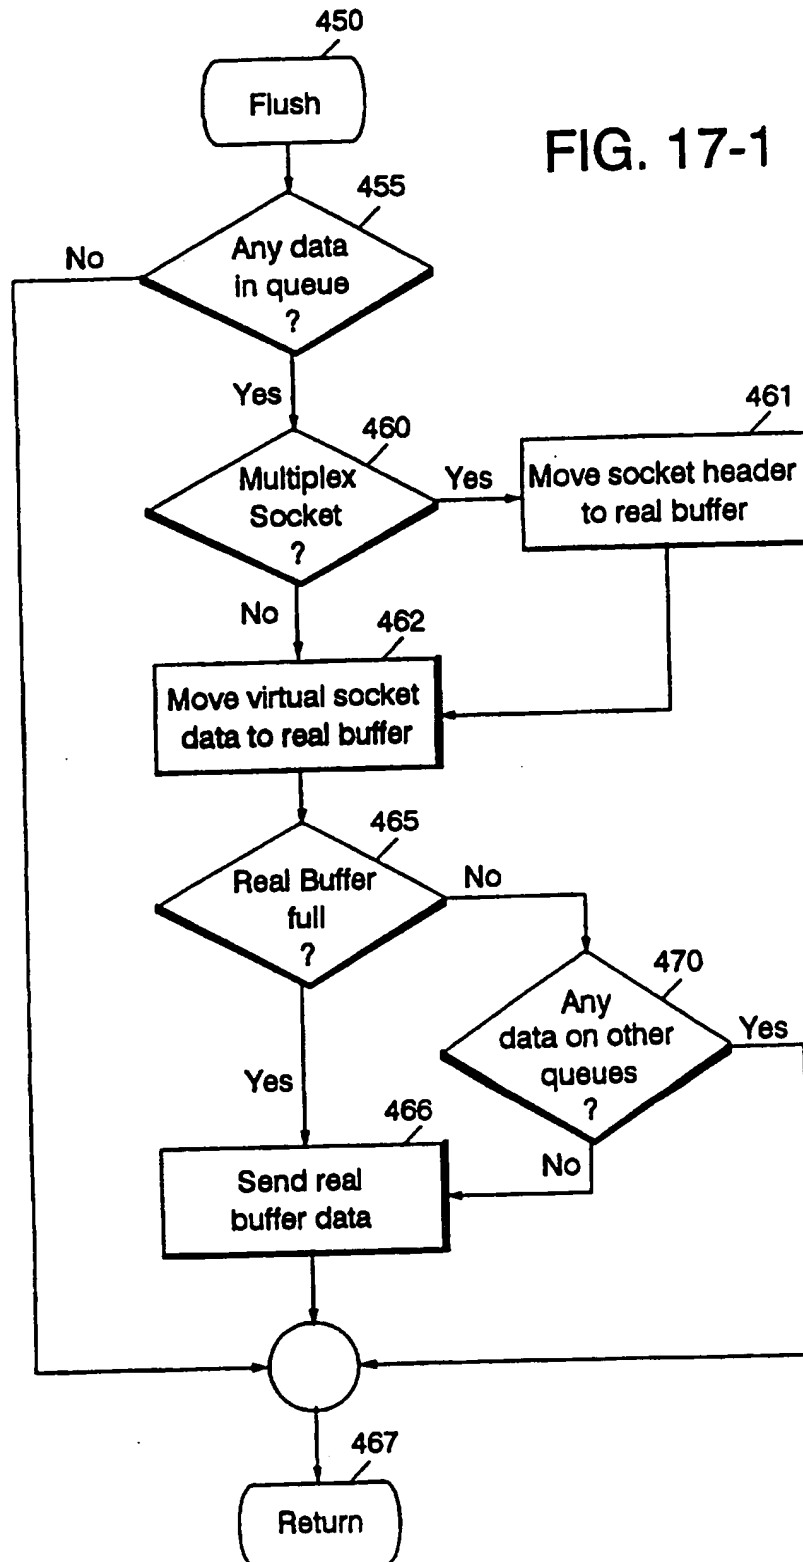 450
Flush
FIG. 17-1
455
No
Any data
in queue
?
Yes
460
461
Multiplex
Socket
?
Yes
Move socket header
to real buffer
No
462
Move virtual socket
data to real buffer
465
Real Buffer
full
?
No
470
Any
data on other
queues
?
Yes
Yes
466
No
Send real
buffer data
467
Return